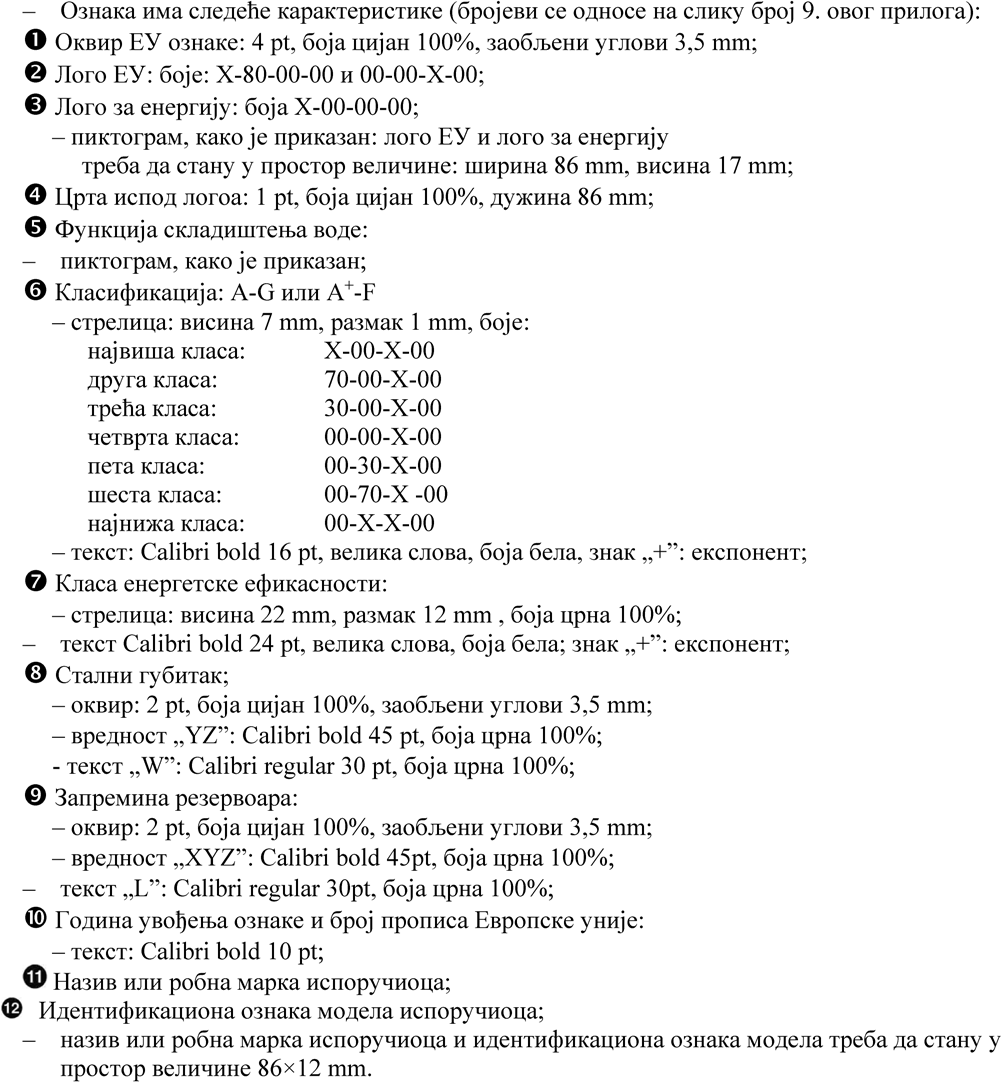 – Ознака има следеће карактеристике (бројеви се односе на слику број 9. овог прилога):
❶ Оквир ЕУ ознаке: 4 pt, боја цијан 100%, заобљени углови 3,5 mm;
❷ Лого ЕУ: боје: X-80-00-00 и 00-00-X-00;
❸ Лого за енергију: боја X-00-00-00;
– пиктограм, како је приказан: лого ЕУ и лого за енергију
треба да стану у простор величине: ширина 86 mm, висина 17 mm;
❹ Црта испод логоа: 1 pt, боја цијан 100%, дужина 86 mm;
❺ Функција складиштења воде:
– пиктограм, како је приказан;
❻ Класификација: A-G или A⁺-F
– стрелица: висина 7 mm, размак 1 mm, боје:
највиша класа: X-00-X-00
друга класа: 70-00-X-00
трећа класа: 30-00-X-00
четврта класа: 00-00-X-00
пета класа: 00-30-X-00
шеста класа: 00-70-X -00
најнижа класа: 00-X-X-00
– текст: Calibri bold 16 pt, велика слова, боја бела, знак „+”: експонент;
❼ Класа енергетске ефикасности:
– стрелица: висина 22 mm, размак 12 mm , боја црна 100%;
– текст Calibri bold 24 pt, велика слова, боја бела; знак „+”: експонент;
❽ Стални губитак;
– оквир: 2 pt, боја цијан 100%, заобљени углови 3,5 mm;
– вредност „YZ”: Calibri bold 45 pt, боја црна 100%;
- текст „W”: Calibri regular 30 pt, боја црна 100%;
❾ Запремина резервоара:
– оквир: 2 pt, боја цијан 100%, заобљени углови 3,5 mm;
– вредност „XYZ”: Calibri bold 45pt, боја црна 100%;
– текст „L”: Calibri regular 30pt, боја црна 100%;
❿ Година увођења ознаке и број прописа Европске уније:
– текст: Calibri bold 10 pt;
⓫ Назив или робна марка испоручиоца;
⓬ Идентификациона ознака модела испоручиоца;
– назив или робна марка испоручиоца и идентификациона ознака модела треба да стану у
простор величине 86×12 mm.